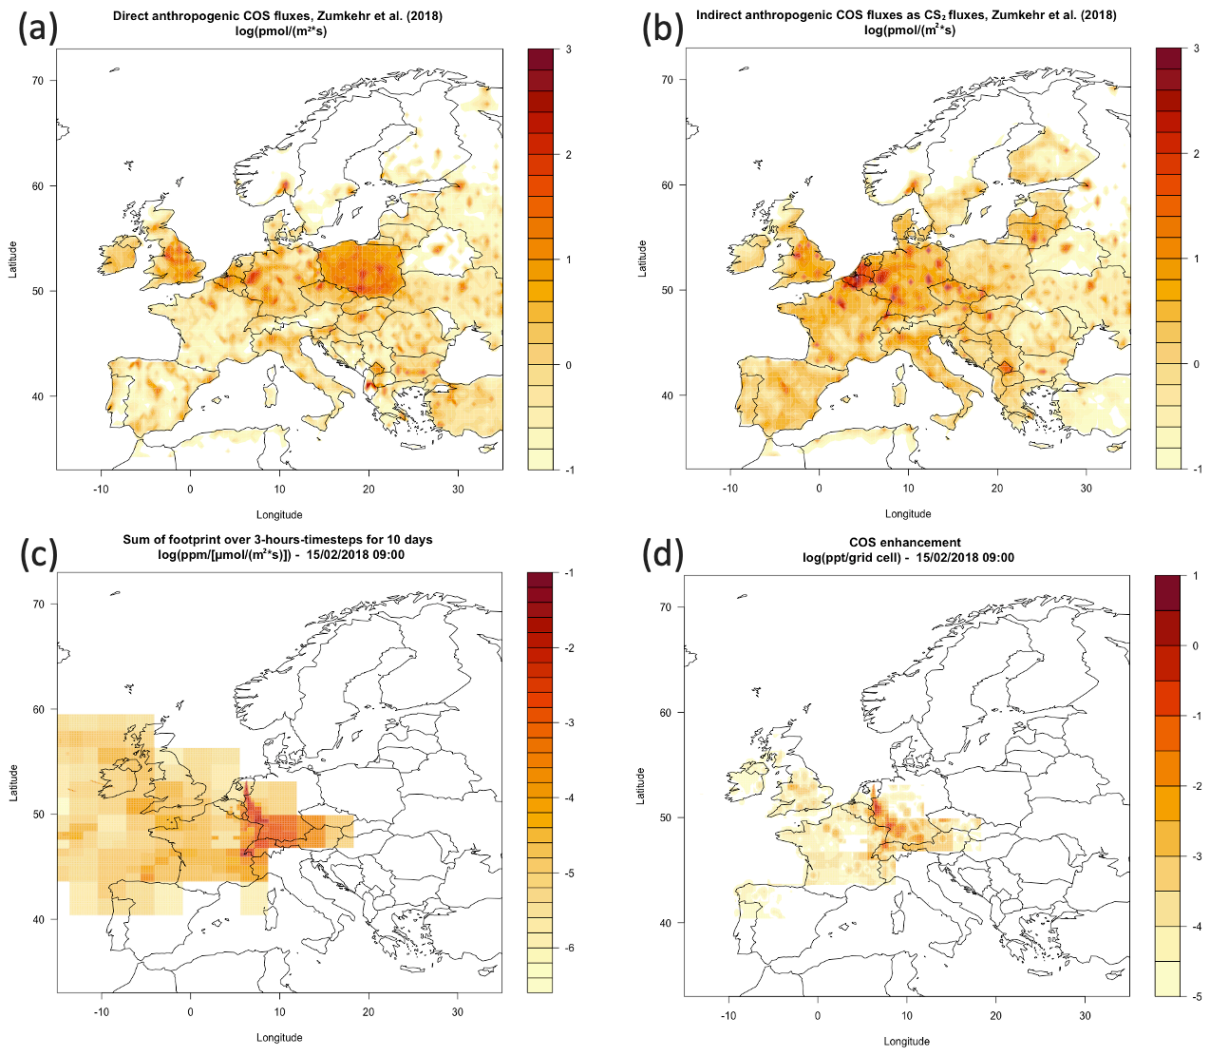 (a)
Direct anthropogenic COS fluxes, Zumkehr et al. (2018)
log(pmol/(m²*s)
70
60
50
40
Latitude
-10
0
10
20
30
Longitude
3
2
1
0
-1
(b)
Indirect anthropogenic COS fluxes as CS₂ fluxes, Zumkehr et al. (2018)
log(pmol/(m²*s)
70
60
50
40
Latitude
-10
0
10
20
30
Longitude
3
2
1
0
-1
(c)
Sum of footprint over 3-hours-timesteps for 10 days
log(ppm/[µmol/(m²*s)]) - 15/02/2018 09:00
70
60
50
40
Latitude
-10
0
10
20
30
Longitude
-1
-2
-3
-4
-5
-6
(d)
COS enhancement
log(ppt/grid cell) - 15/02/2018 09:00
70
60
50
40
Latitude
-10
0
10
20
30
Longitude
1
0
-1
-2
-3
-4
-5